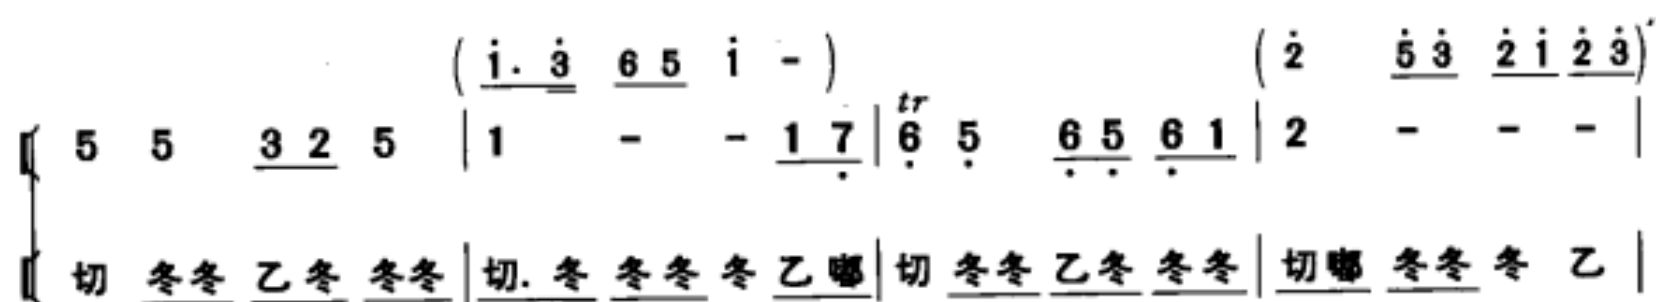 (1̇. 3̇ 6 5 1̇ -) (2̇ 5̇ 3̇ 2̇ 1̇ 2̇ 3̇)
5 5 3 2 5 | 1 - - 1 7̣ | tr 6̣ 5̣ 6̣ 5̣ 6̣ 1 | 2 - - - |
切 冬冬 乙冬 冬冬 | 切. 冬 冬冬 冬 乙嘟 | 切 冬冬 乙冬 冬冬 | 切嘟 冬冬 冬 乙 |